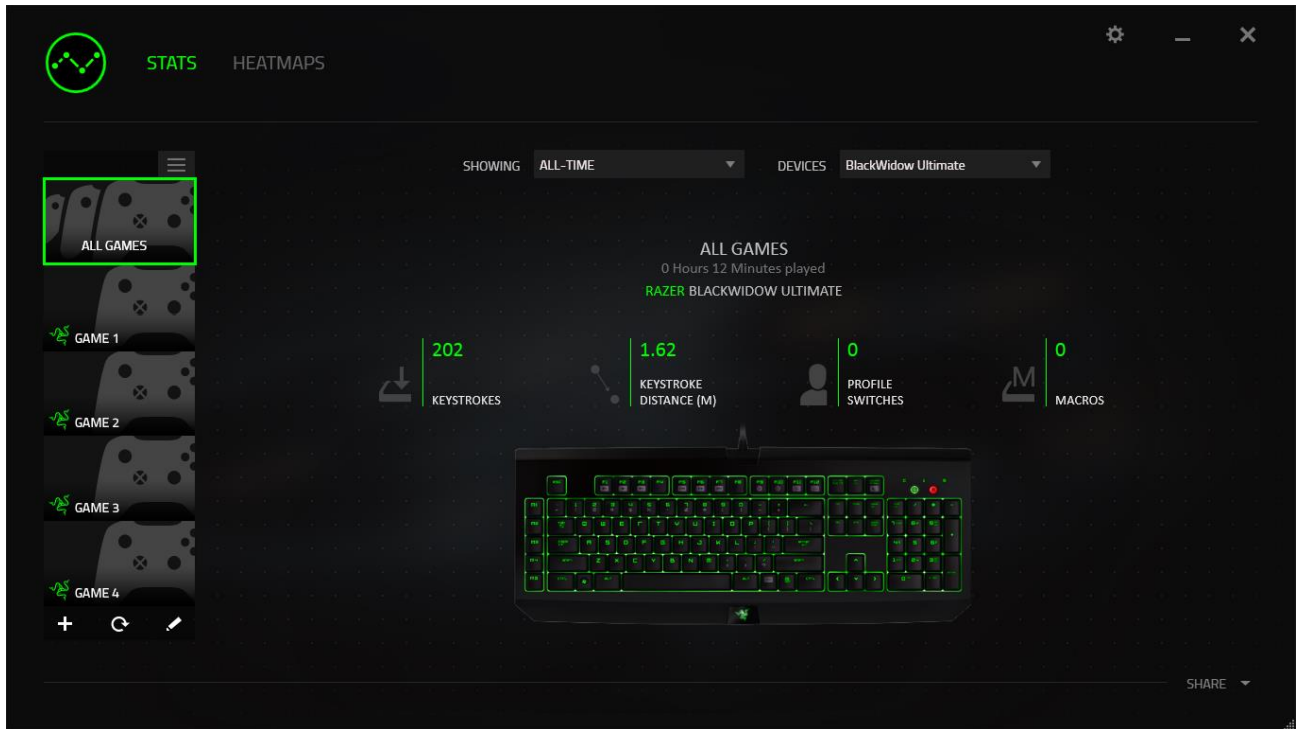 STATS HEATMAPS
SHOWING ALL-TIME DEVICES BlackWidow Ultimate
ALL GAMES
GAME 1
GAME 2
GAME 3
GAME 4
ALL GAMES
0 Hours 12 Minutes played
RAZER BLACKWIDOW ULTIMATE
202
KEYSTROKES
1.62
KEYSTROKE
DISTANCE (M)
0
PROFILE
SWITCHES
M
0
MACROS
SHARE